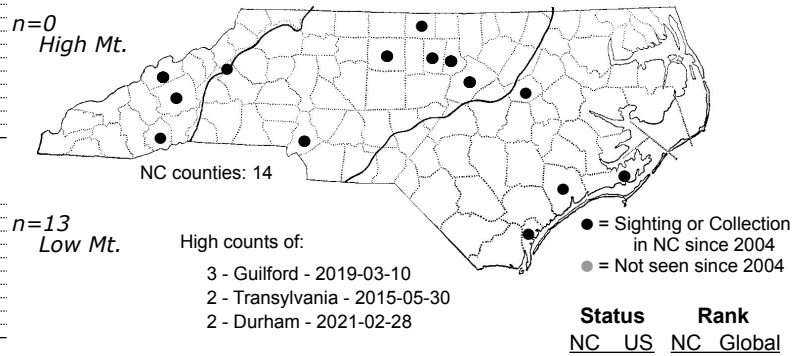 n=0
High Mt.
NC counties: 14
n=13
Low Mt.
High counts of:
3 - Guilford - 2019-03-10
2 - Transylvania - 2015-05-30
2 - Durham - 2021-02-28
● = Sighting or Collection
in NC since 2004
● = Not seen since 2004
Status Rank
NC US NC Global